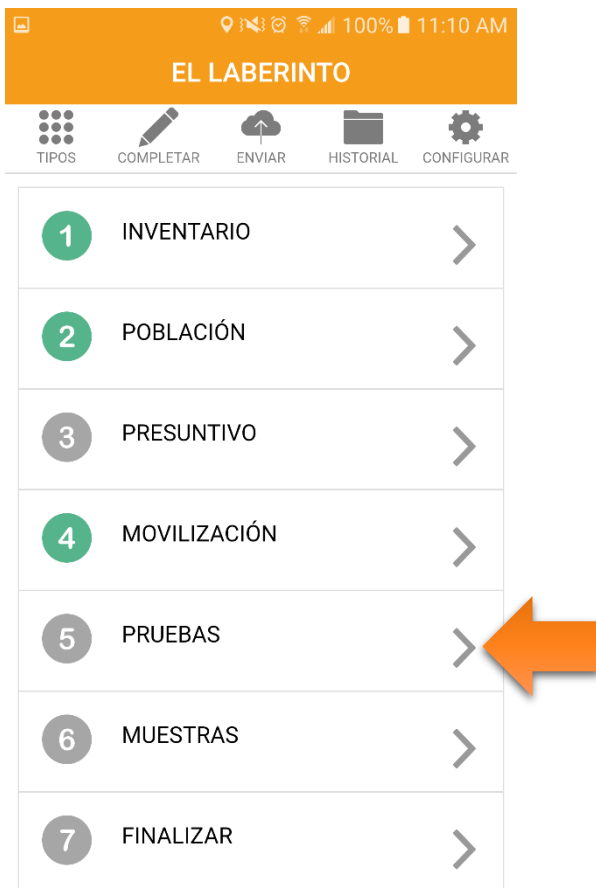 100% 11:10 AM
EL LABERINTO
TIPOS COMPLETAR ENVIAR HISTORIAL CONFIGURAR
1 INVENTARIO
2 POBLACIÓN
3 PRESUNTIVO
4 MOVILIZACIÓN
5 PRUEBAS
6 MUESTRAS
7 FINALIZAR